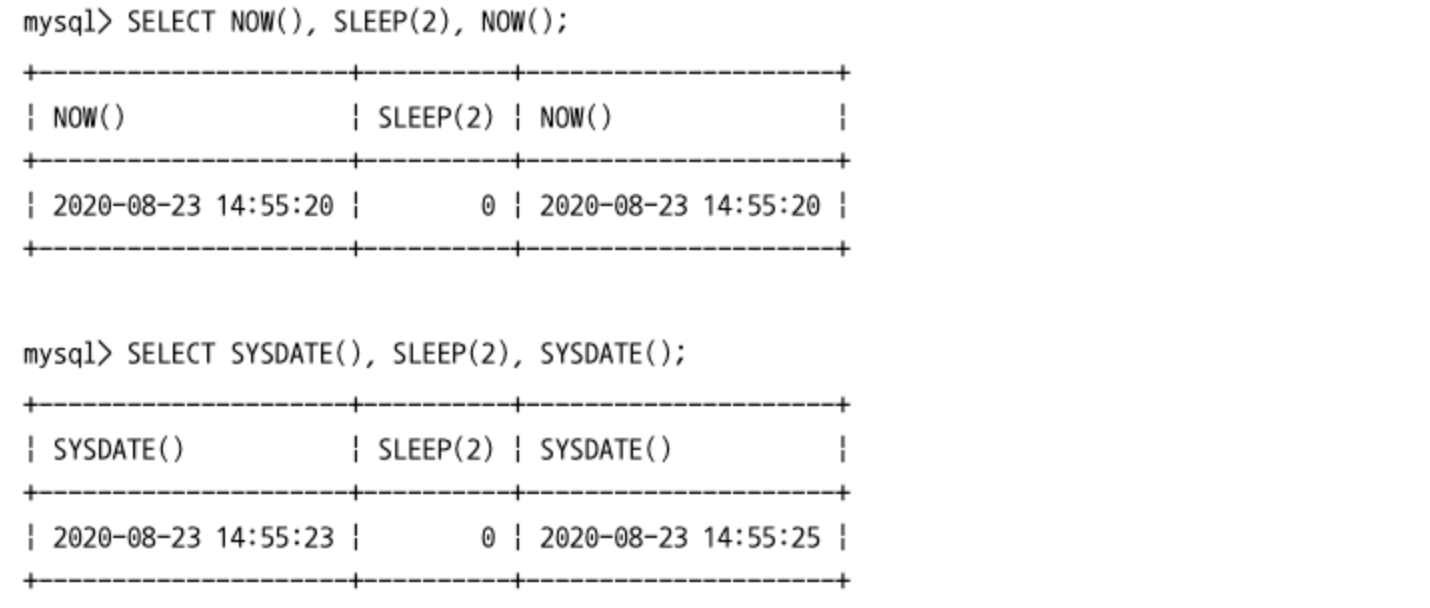 mysql> SELECT NOW(), SLEEP(2), NOW();
+---------------------+----------+---------------------+
¦ NOW()               ¦ SLEEP(2) ¦ NOW()               ¦
+---------------------+----------+---------------------+
¦ 2020-08-23 14:55:20 ¦        0 ¦ 2020-08-23 14:55:20 ¦
+---------------------+----------+---------------------+
mysql> SELECT SYSDATE(), SLEEP(2), SYSDATE();
+---------------------+----------+---------------------+
¦ SYSDATE()           ¦ SLEEP(2) ¦ SYSDATE()           ¦
+---------------------+----------+---------------------+
¦ 2020-08-23 14:55:23 ¦        0 ¦ 2020-08-23 14:55:25 ¦
+---------------------+----------+---------------------+